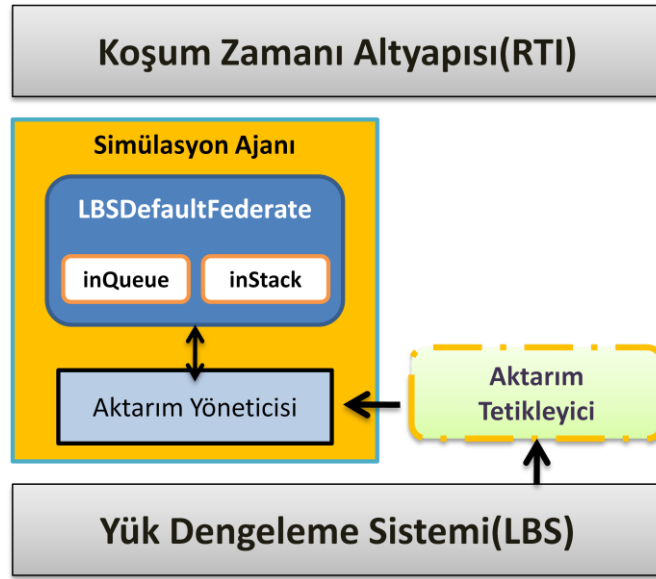 Koşum Zamanı Altyapısı(RTI)
Simülasyon Ajanı
LBSDefaultFederate
inQueue
inStack
Aktarım Yöneticisi
Aktarım
Tetikleyici
Yük Dengeleme Sistemi(LBS)